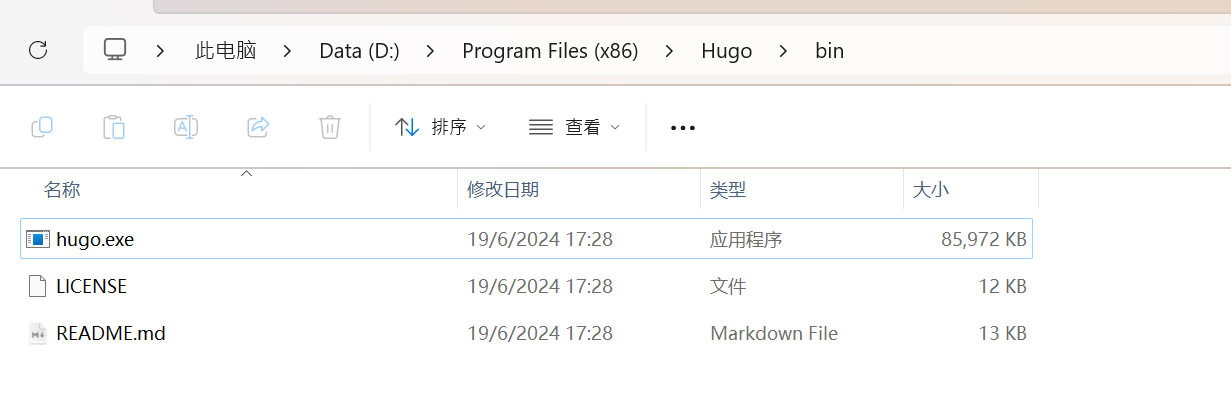 此电脑 > Data (D:) > Program Files (x86) > Hugo > bin
排序 查看
名称 修改日期 类型 大小
hugo.exe 19/6/2024 17:28 应用程序 85,972 KB
LICENSE 19/6/2024 17:28 文件 12 KB
README.md 19/6/2024 17:28 Markdown File 13 KB